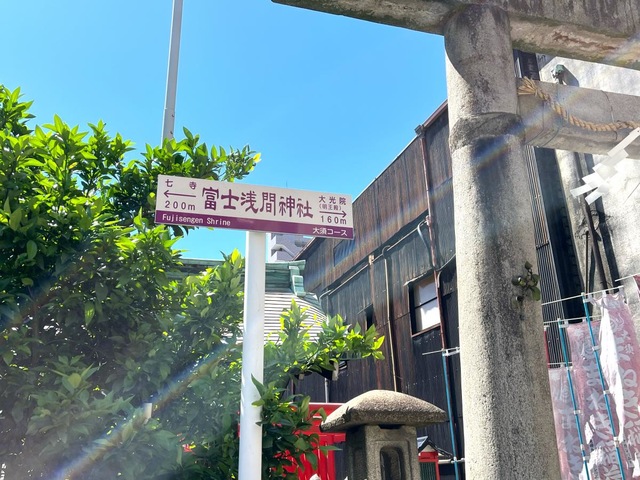 七寺
200m
富士浅間神社
大光院
(明王殿)
160m
Fujisengen Shrine
大須コース